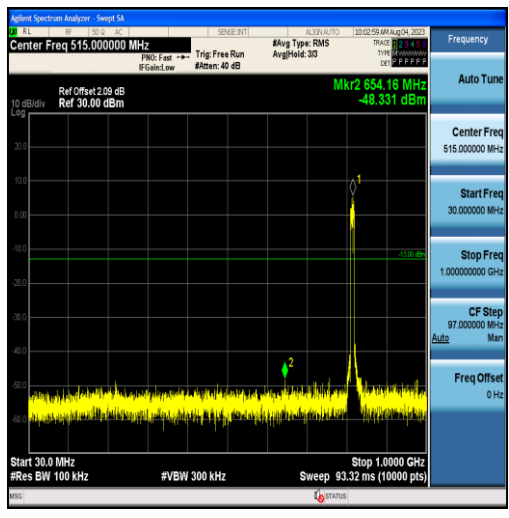 Agilent Spectrum Analyzer - Swept SA
RL RF 50 Ω AC SENSE:INT ALIGN AUTO 10:02:59 AM Aug 04, 2023
Center Freq 515.000000 MHz
PNO: Fast
IFGain:Low
Trig: Free Run
#Atten: 40 dB
#Avg Type: RMS
Avg|Hold: 3/3
TRACE 1 2 3 4 5 6
TYPE
DET P P P P P P
Ref Offset 2.09 dB
Ref 30.00 dBm
10 dB/div
Log
Mkr2 654.16 MHz
-48.331 dBm
20.0
10.0
0.00
-10.0
-20.0
-30.0
-40.0
-50.0
-60.0
1
-13.00 dBm
2
Start 30.0 MHz
#Res BW 100 kHz
#VBW 300 kHz
Stop 1.0000 GHz
Sweep 93.32 ms (10000 pts)
MSG
STATUS
Frequency
Auto Tune
Center Freq
515.000000 MHz
Start Freq
30.000000 MHz
Stop Freq
1.000000000 GHz
CF Step
97.000000 MHz
Auto Man
Freq Offset
0 Hz